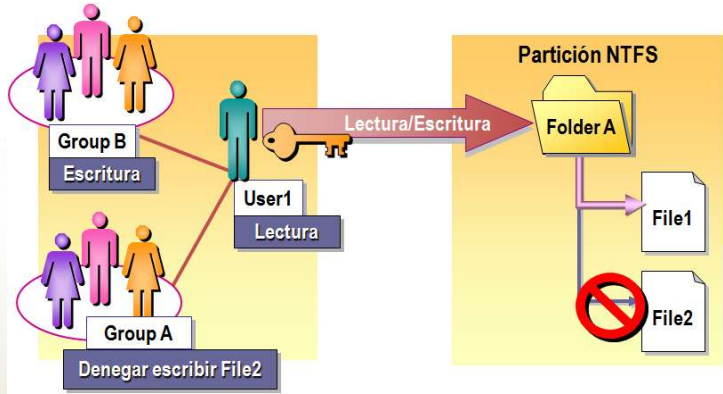 Group B
Escritura
Group A
Denegar escribir File2
User1
Lectura
Lectura/Escritura
Partición NTFS
Folder A
File1
File2